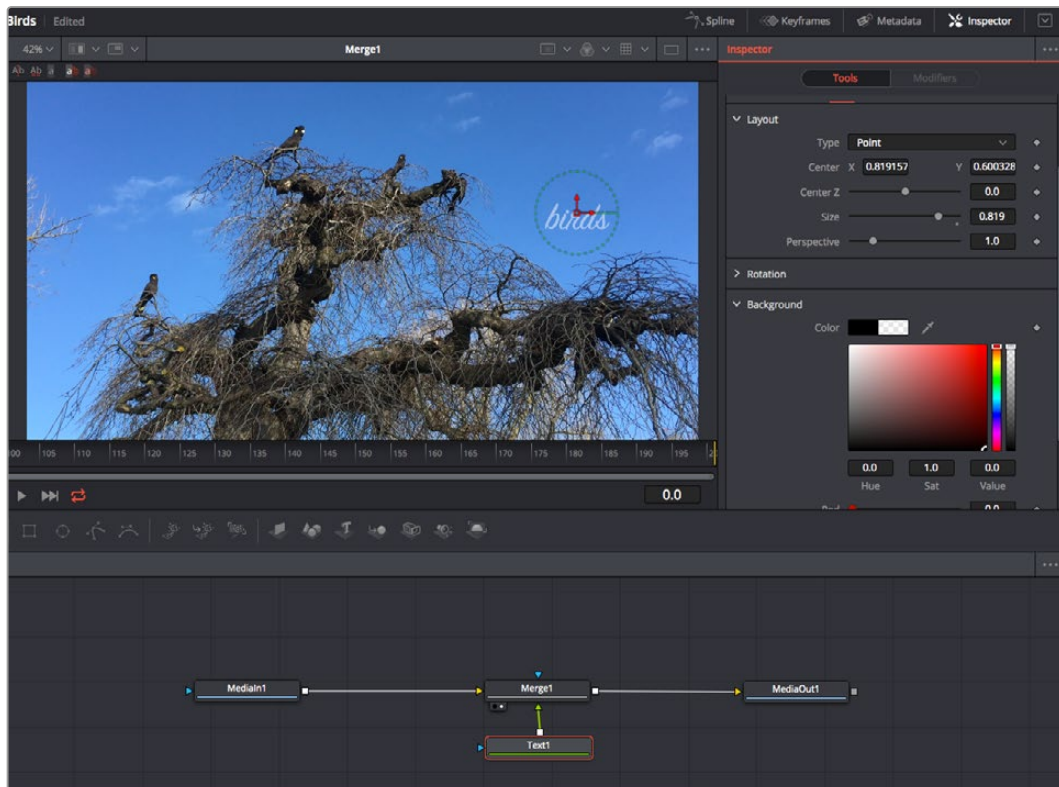 Birds Edited Spline Keyframes Metadata Inspector
42% Merge1 Inspector
Tools Modifiers
Layout
Type Point
Center X 0.819157 Y 0.600328
Center Z 0.0
birds
Size 0.819
Perspective 1.0
Rotation
Background
Color
105 110 115 120 125 130 135 140 145 150 155 160 165 170 175 180 185 190 195
0.0 1.0 0.0
Hue Sat Value
0.0
MediaIn1 Merge1 MediaOut1
Text1